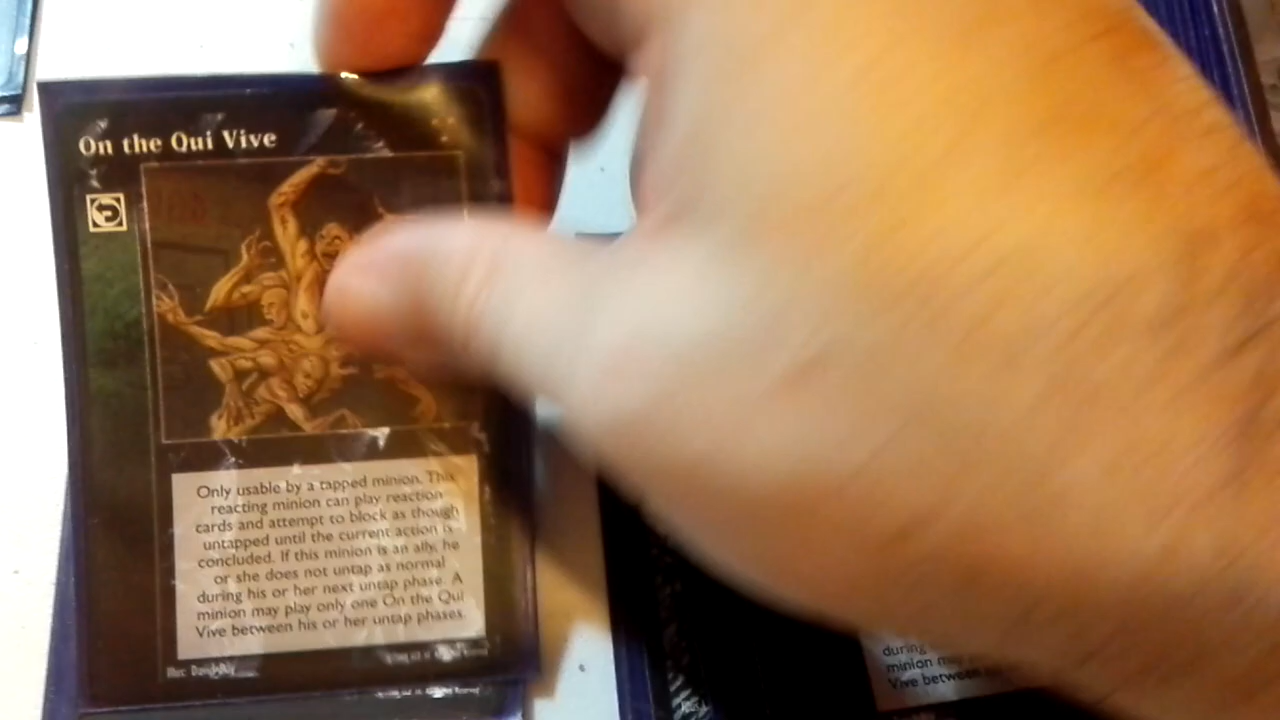 On the Qui Vive
Only usable by a tapped minion. This
reacting minion can play reaction
cards and attempt to block as though
untapped until the current action is
concluded. If this minion is an ally, he
or she does not untap as normal
during his or her next untap phase. A
minion may play only one On the Qui
Vive between his or her untap phases.
Illus:
during
minion
Vive between